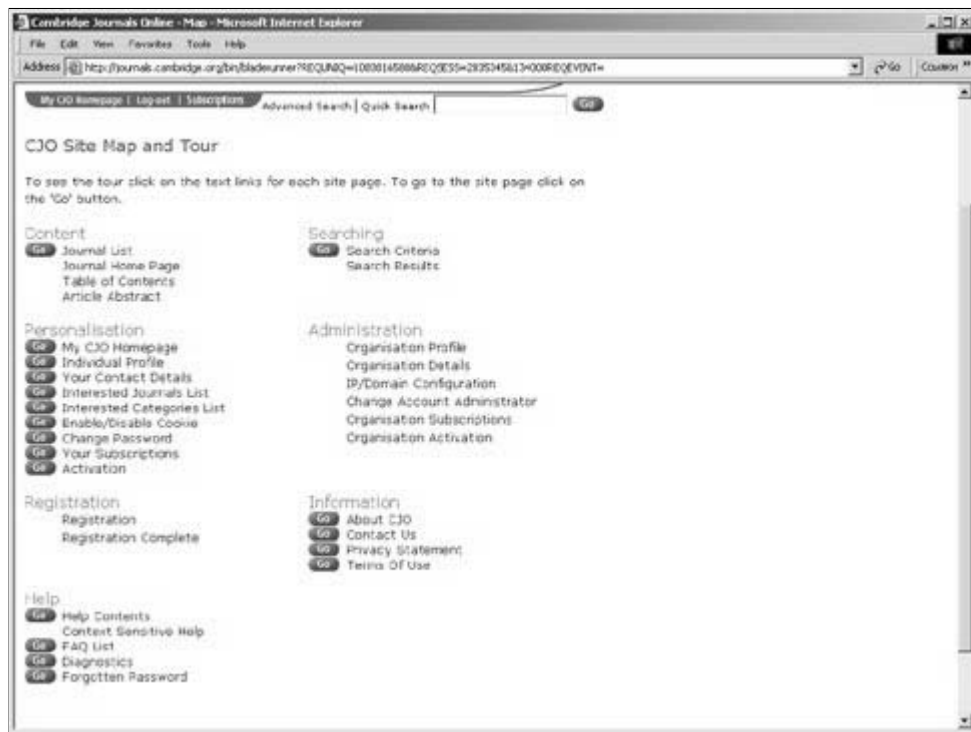 Cambridge Journals Online - Map - Microsoft Internet Explorer
File Edit View Favorites Tools Help
Address http://journals.cambridge.org/bin/bladerunner? Go
My CJO Homepage | Log out | Subscriptions Advanced Search | Quick Search Go
CJO Site Map and Tour
To see the tour click on the text links for each site page. To go to the site page click on
the 'Go' button.
Content
Go Journal List
Journal Home Page
Table of Contents
Article Abstract
Searching
Go Search Criteria
Search Results
Personalisation
Go My CJO Homepage
Go Individual Profile
Go Your Contact Details
Go Interested Journals List
Go Interested Categories List
Go Enable/Disable Cookie
Go Change Password
Go Your Subscriptions
Go Activation
Administration
Organisation Profile
Organisation Details
IP/Domain Configuration
Change Account Administrator
Organisation Subscriptions
Organisation Activation
Registration
Registration
Registration Complete
Information
Go About CJO
Go Contact Us
Go Privacy Statement
Go Terms Of Use
Help
Go Help Contents
Context Sensitive Help
Go FAQ List
Go Diagnostics
Go Forgotten Password